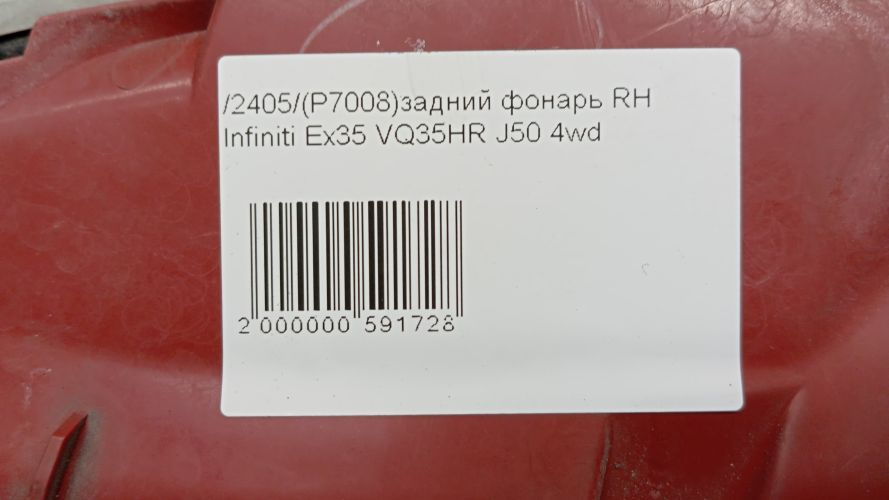 /2405/(P7008)задний фонарь RH
Infiniti Ex35 VQ35HR J50 4wd
2 000000 591728